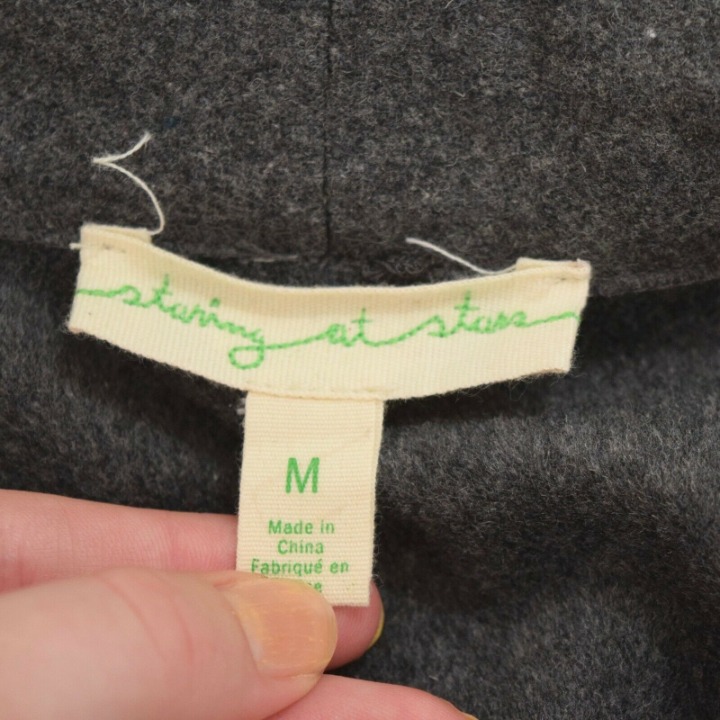 staring at stars
M
Made in
China
Fabriqué en